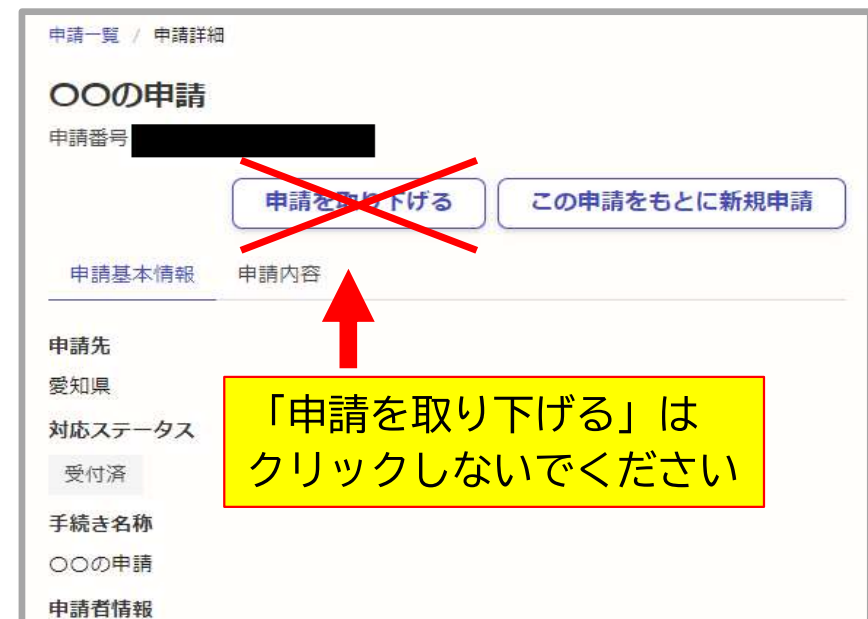 申請一覧 / 申請詳細
〇〇の申請
申請番号
申請を取り下げる
この申請をもとに新規申請
申請基本情報 申請内容
申請先
愛知県
対応ステータス
受付済
「申請を取り下げる」は
クリックしないでください
手続き名称
〇〇の申請
申請者情報